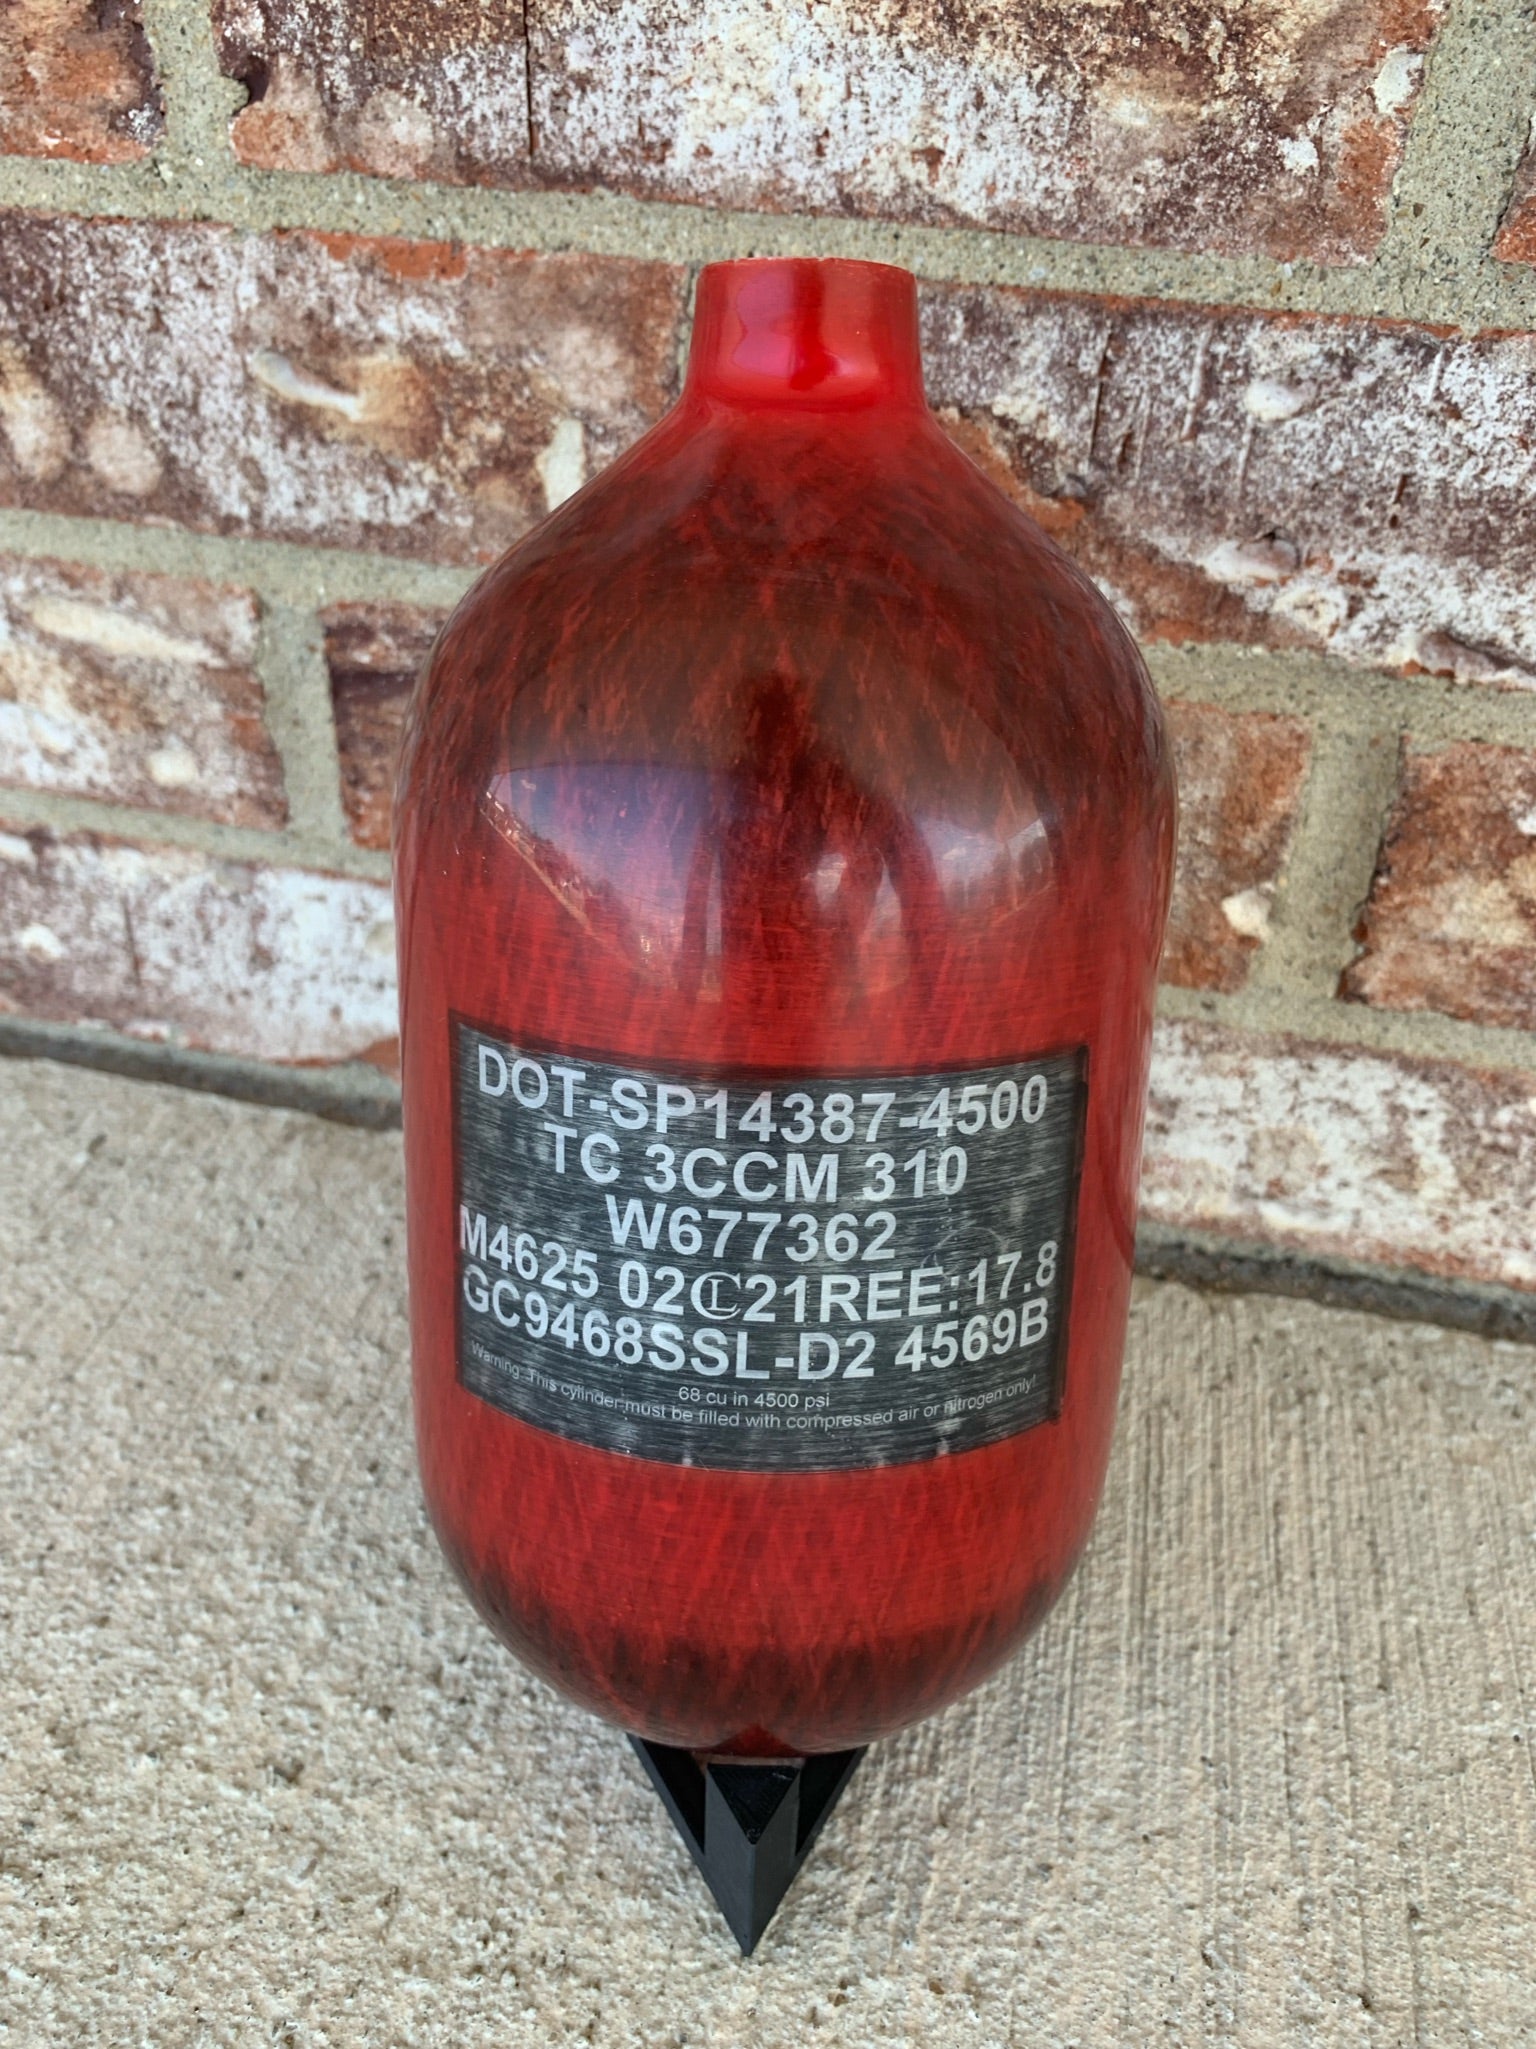 DOT-SP14387-4500
TC 3CCM 310
W677362
M4625 02CL21REE:17.8
GC9468SSL-D2 4569B
68 cu in 4500 psi
Warning: This cylinder must be filled with compressed air or nitrogen only!